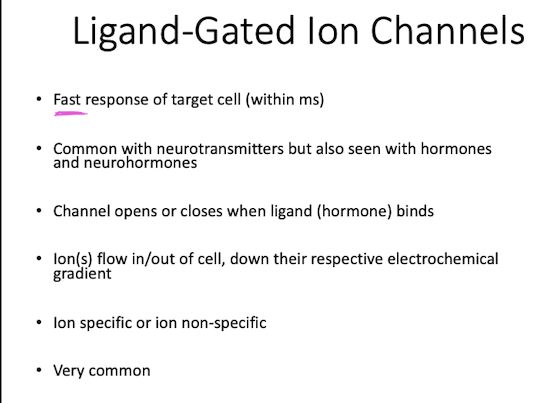 Ligand-Gated Ion Channels
• Fast response of target cell (within ms)
• Common with neurotransmitters but also seen with hormones
and neurohormones
• Channel opens or closes when ligand (hormone) binds
• Ion(s) flow in/out of cell, down their respective electrochemical
gradient
• Ion specific or ion non-specific
• Very common